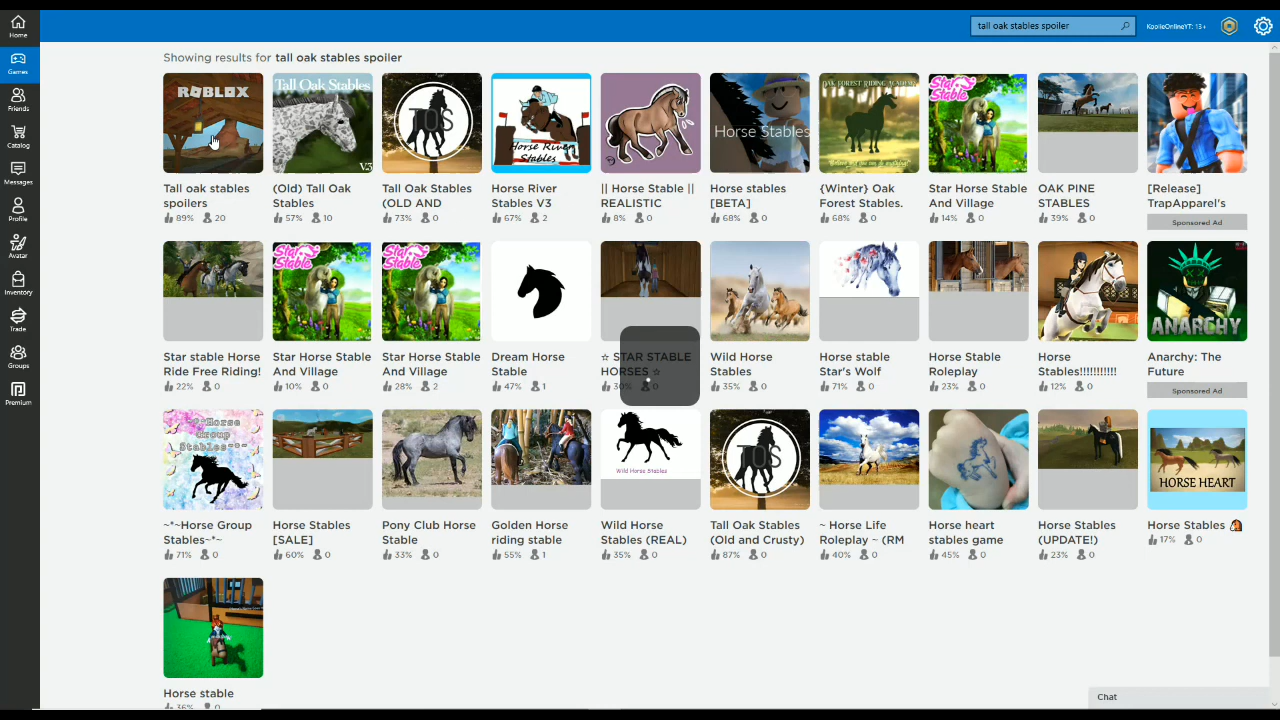 tall oak stables spoiler
KopiieOnlineYT: 13+
Home
Games
Friends
Catalog
Messages
Profile
Avatar
Inventory
Trade
Groups
Premium
Showing results for tall oak stables spoiler
ROBLOX
Tall Oak Stables
V.3
TOS
Horse River
Stables
Horse Stables
OAK FOREST RIDING ACADEMY
Star
Stable
Tall oak stables
spoilers
89% 20
(Old) Tall Oak
Stables
57% 10
Tall Oak Stables
(OLD AND
73% 0
Horse River
Stables V3
67% 2
|| Horse Stable ||
REALISTIC
8% 0
Horse stables
[BETA]
68% 0
{Winter} Oak
Forest Stables.
68% 0
Star Horse Stable
And Village
14% 0
OAK PINE
STABLES
39% 0
[Release]
TrapApparel's
Sponsored Ad
Star
Stable
Star
Stable
ANARCHY
Star stable Horse
Ride Free Riding!
22% 0
Star Horse Stable
And Village
10% 0
Star Horse Stable
And Village
28% 2
Dream Horse
Stable
47% 1
☆ STAR STABLE
HORSES ☆
30% 0
Wild Horse
Stables
35% 0
Horse stable
Star's Wolf
71% 0
Horse Stable
Roleplay
23% 0
Horse
Stables!!!!!!!!!!!
12% 0
Anarchy: The
Future
Sponsored Ad
~*~Horse
Group
Stables~*~
Wild Horse Stables
TOS
HORSE HEART
~*~Horse Group
Stables~*~
71% 0
Horse Stables
[SALE]
60% 0
Pony Club Horse
Stable
33% 0
Golden Horse
riding stable
55% 1
Wild Horse
Stables (REAL)
35% 0
Tall Oak Stables
(Old and Crusty)
87% 0
~ Horse Life
Roleplay ~ (RM
40% 0
Horse heart
stables game
45% 0
Horse Stables
(UPDATE!)
23% 0
Horse Stables 🐴
17% 0
Horse stable
36% 0
Chat